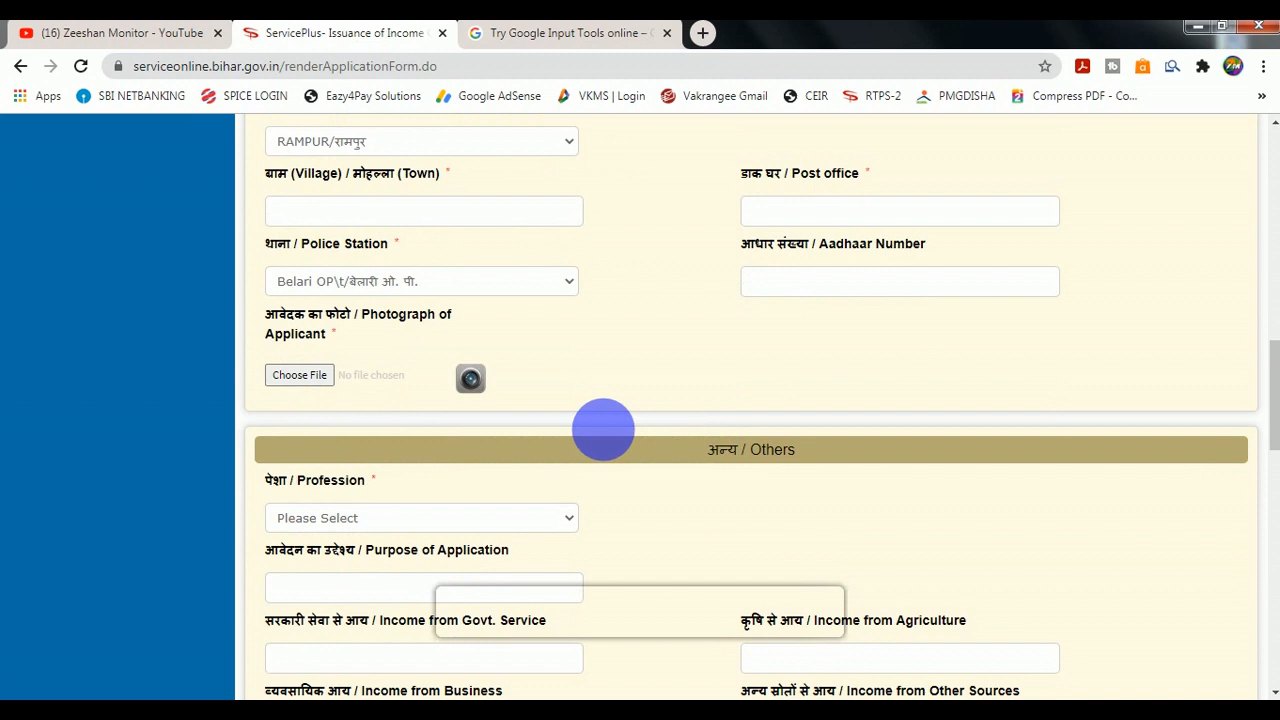 (16) Zeeshan Monitor - YouTube
ServicePlus- Issuance of Income
Try Google Input Tools online –
serviceonline.bihar.gov.in/renderApplicationForm.do
Apps SBI NETBANKING SPICE LOGIN Eazy4Pay Solutions Google AdSense VKMS | Login Vakrangee Gmail CEIR RTPS-2 PMGDISHA Compress PDF - Co... »
RAMPUR/रामपुर
ग्राम (Village) / मोहल्ला (Town) *
डाक घर / Post office *
थाना / Police Station *
आधार संख्या / Aadhaar Number
Belari OP\t/बेलारी ओ. पी.
आवेदक का फोटो / Photograph of
Applicant *
Choose File No file chosen
अन्य / Others
पेशा / Profession *
Please Select
आवेदन का उद्देश्य / Purpose of Application
सरकारी सेवा से आय / Income from Govt. Service
कृषि से आय / Income from Agriculture
व्यवसायिक आय / Income from Business
अन्य स्रोतों से आय / Income from Other Sources